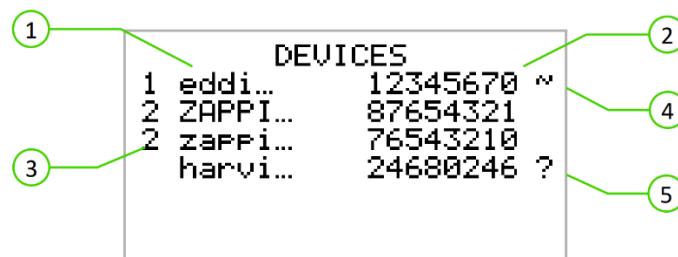 1
2
DEVICES
1 eddi... 12345670 ~
2 ZAPPI... 87654321
4
2 zappi... 76543210
3
harvi... 24680246 ?
5